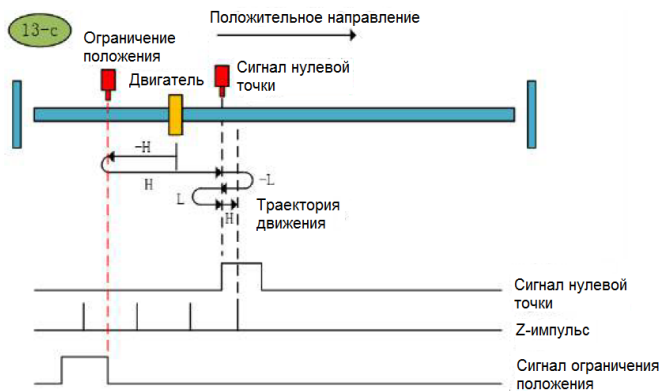 13-c
Положительное направление
Ограничение
положения
Двигатель
Сигнал нулевой
точки
-H
H
-L
L
H
Траектория
движения
Сигнал нулевой
точки
Z-импульс
Сигнал ограничения
положения